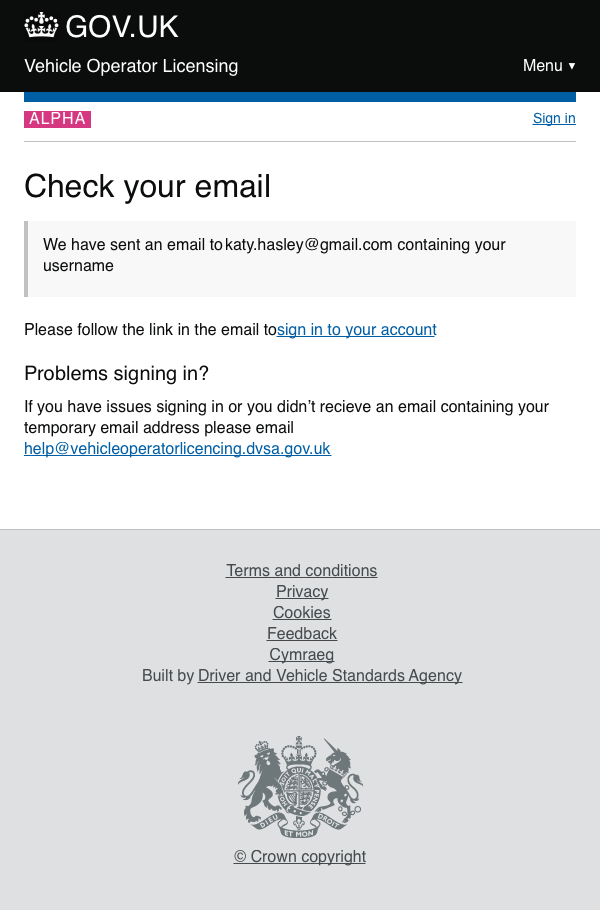 GOV.UK
Vehicle Operator Licensing
Menu ▼
ALPHA
Sign in
Check your email
We have sent an email to katy.hasley@gmail.com containing your
username
Please follow the link in the email tosign in to your account
Problems signing in?
If you have issues signing in or you didn’t recieve an email containing your
temporary email address please email
help@vehicleoperatorlicencing.dvsa.gov.uk
Terms and conditions
Privacy
Cookies
Feedback
Cymraeg
Built by Driver and Vehicle Standards Agency
DIEU ET MON DROIT
© Crown copyright